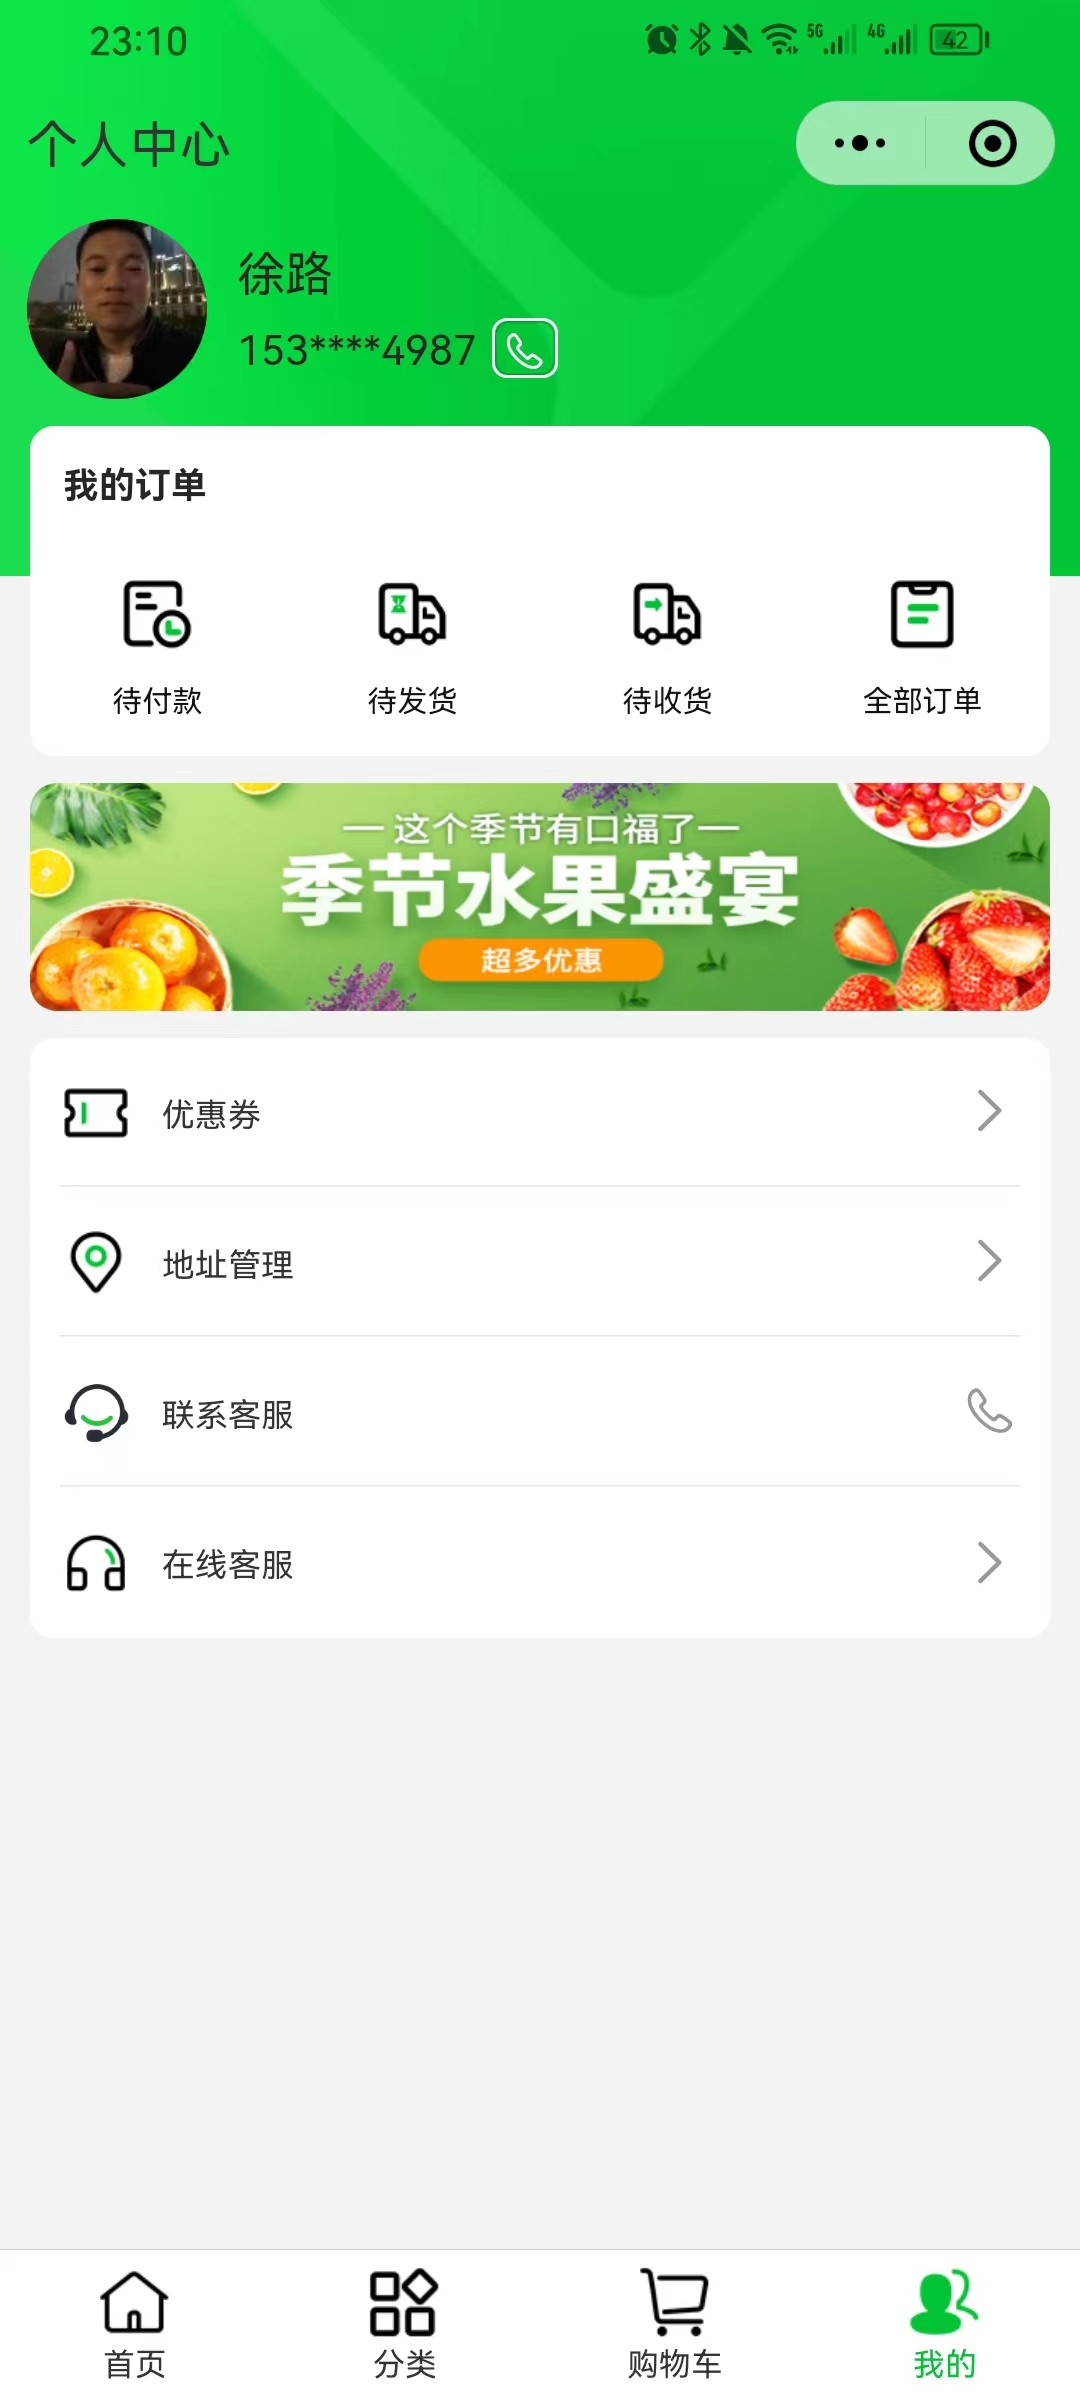 23:10
5G 4G 42
个人中心
徐路
153****4987
我的订单
待付款 待发货 待收货 全部订单
这个季节有口福了
季节水果盛宴
超多优惠
优惠券
地址管理
联系客服
在线客服
首页 分类 购物车 我的